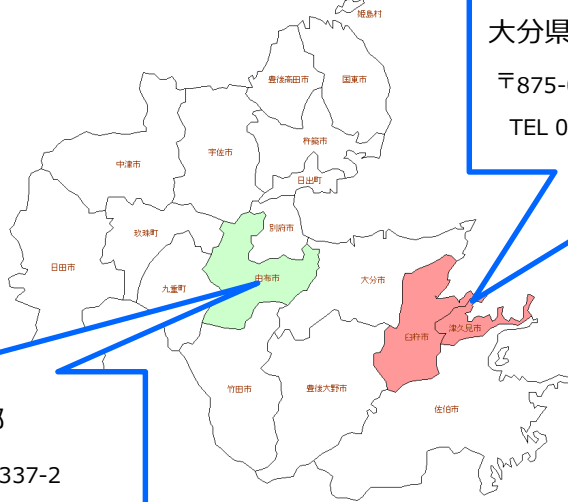 姫島村
大分県
〒875-
TEL 0
豊後高田市
国東市
中津市
宇佐市
杵築市
日出町
玖珠町
別府市
日田市
九重町
由布市
大分市
臼杵市
津久見市
竹田市
豊後大野市
佐伯市
337-2